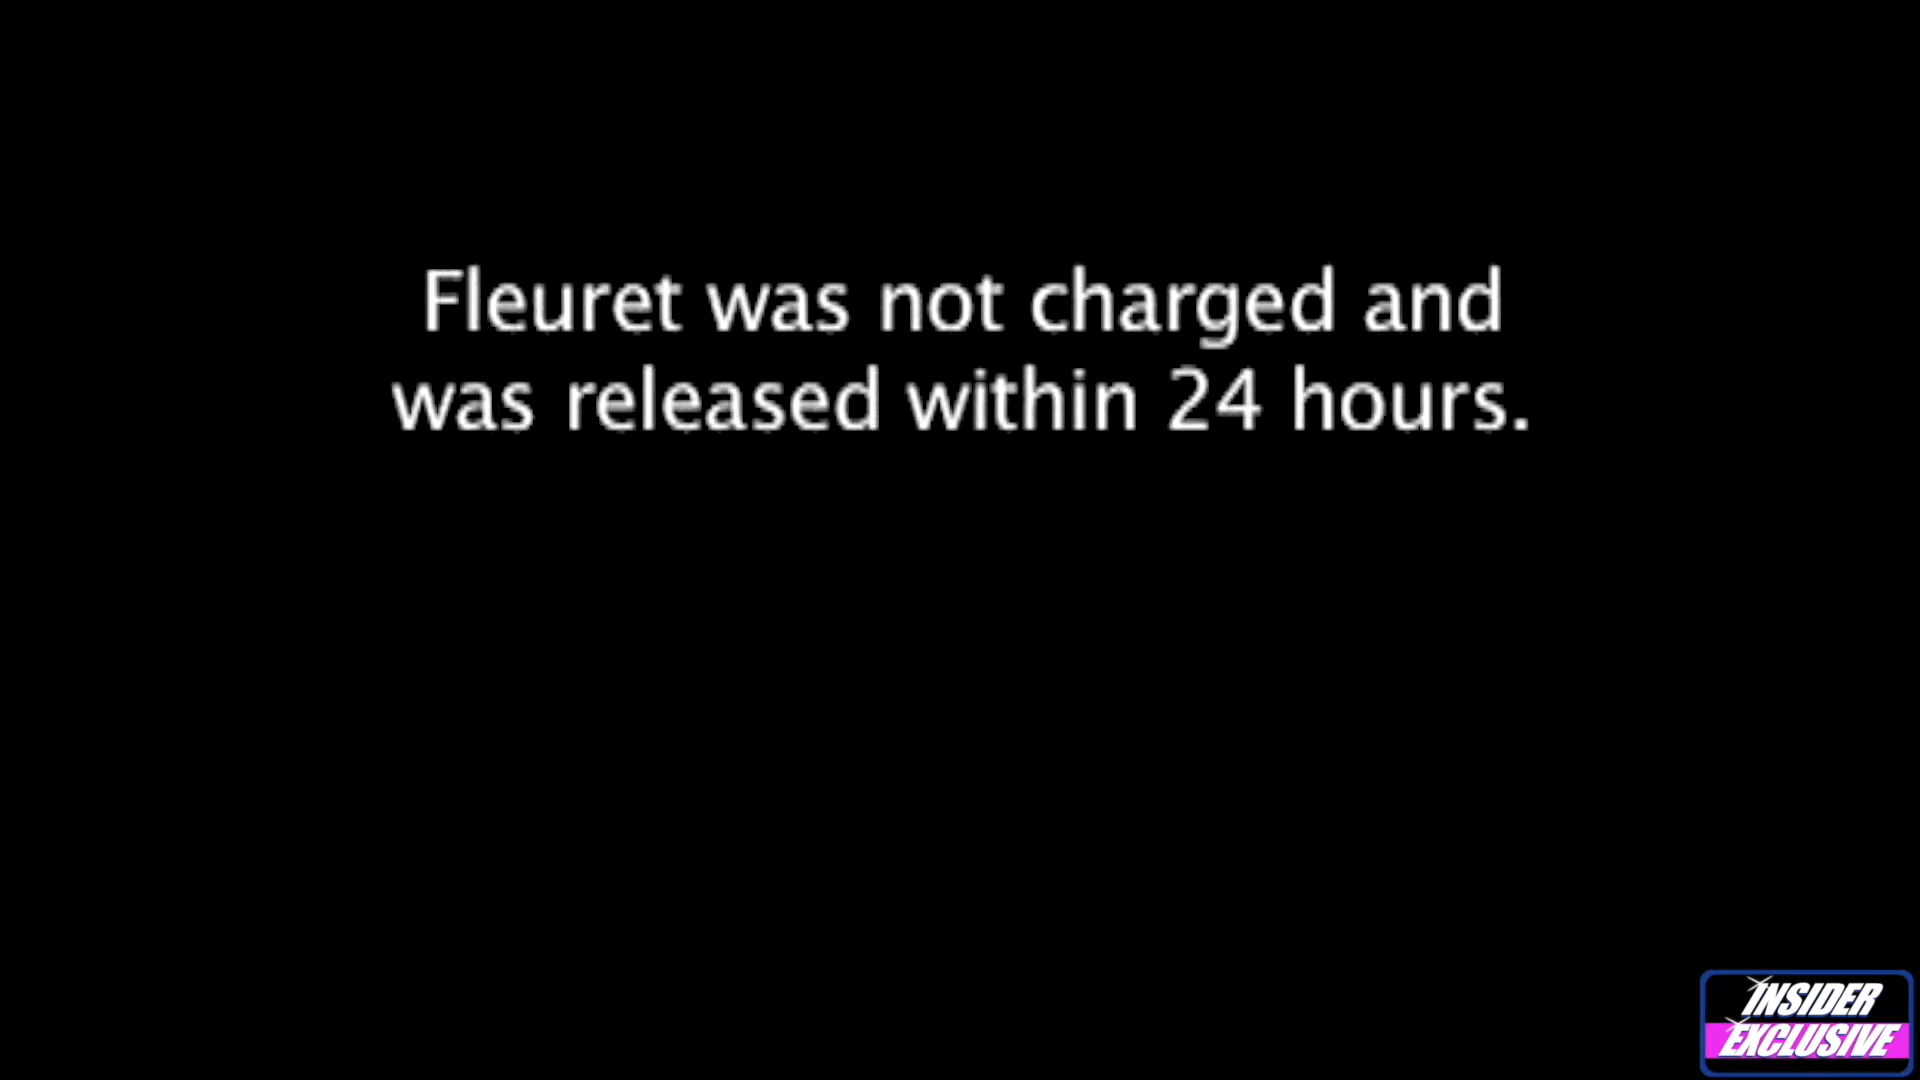 Fleuret was not charged and
was released within 24 hours.
INSIDER
EXCLUSIVE